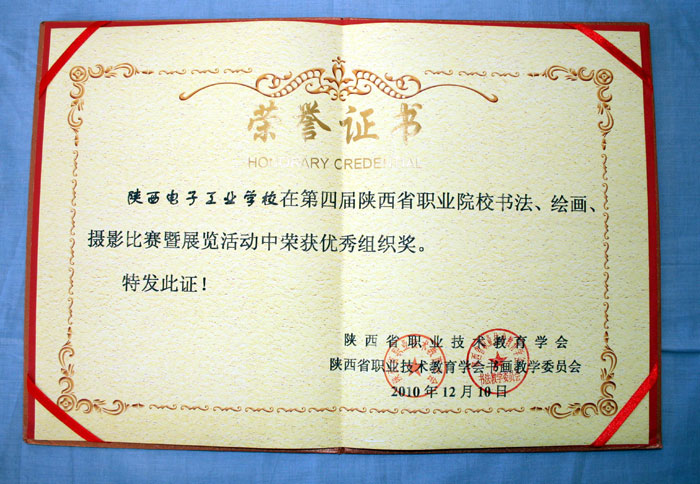 荣誉证书
HONORARY CREDENTIAL
陕西电子工业学校在第四届陕西省职业院校书法、绘画、
摄影比赛暨展览活动中荣获优秀组织奖。
特发此证！
陕西省职业技术教育学会
陕西省职业技术教育学会书画教学委员会
2010年12月10日